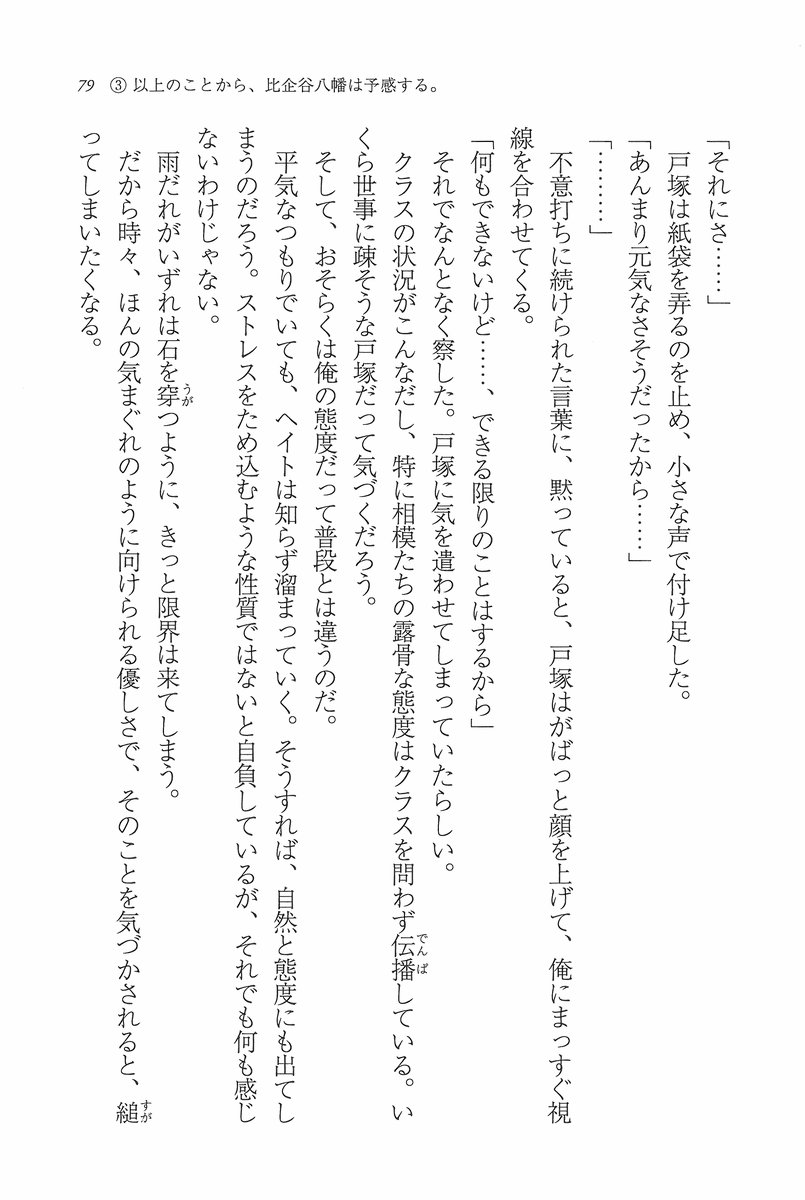 79 ③ 以上のことから、比企谷八幡は予感する。
「それにさ……」
戸塚は紙袋を弄るのを止め、小さな声で付け足した。
「あんまり元気なさそうだったから……」
「………」
不意打ちに続けられた言葉に、黙っていると、戸塚はがばっと顔を上げて、俺にまっすぐ視
線を合わせてくる。
「何もできないけど……、できる限りのことはするから」
それでなんとなく察した。戸塚に気を遣わせてしまっていたらしい。
クラスの状況がこんなだし、特に相模たちの露骨な態度はクラスを問わず伝播している。い
くら世事に疎そうな戸塚だって気づくだろう。
そして、おそらくは俺の態度だって普段とは違うのだ。
平気なつもりでいても、ヘイトは知らず溜まっていく。そうすれば、自然と態度にも出てし
まうのだろう。ストレスをため込むような性質ではないと自負しているが、それでも何も感じ
ないわけじゃない。
雨だれがいずれは石を穿つように、きっと限界は来てしまう。
だから時々、ほんの気まぐれのように向けられる優しさで、そのことを気づかされると、縋
ってしまいたくなる。